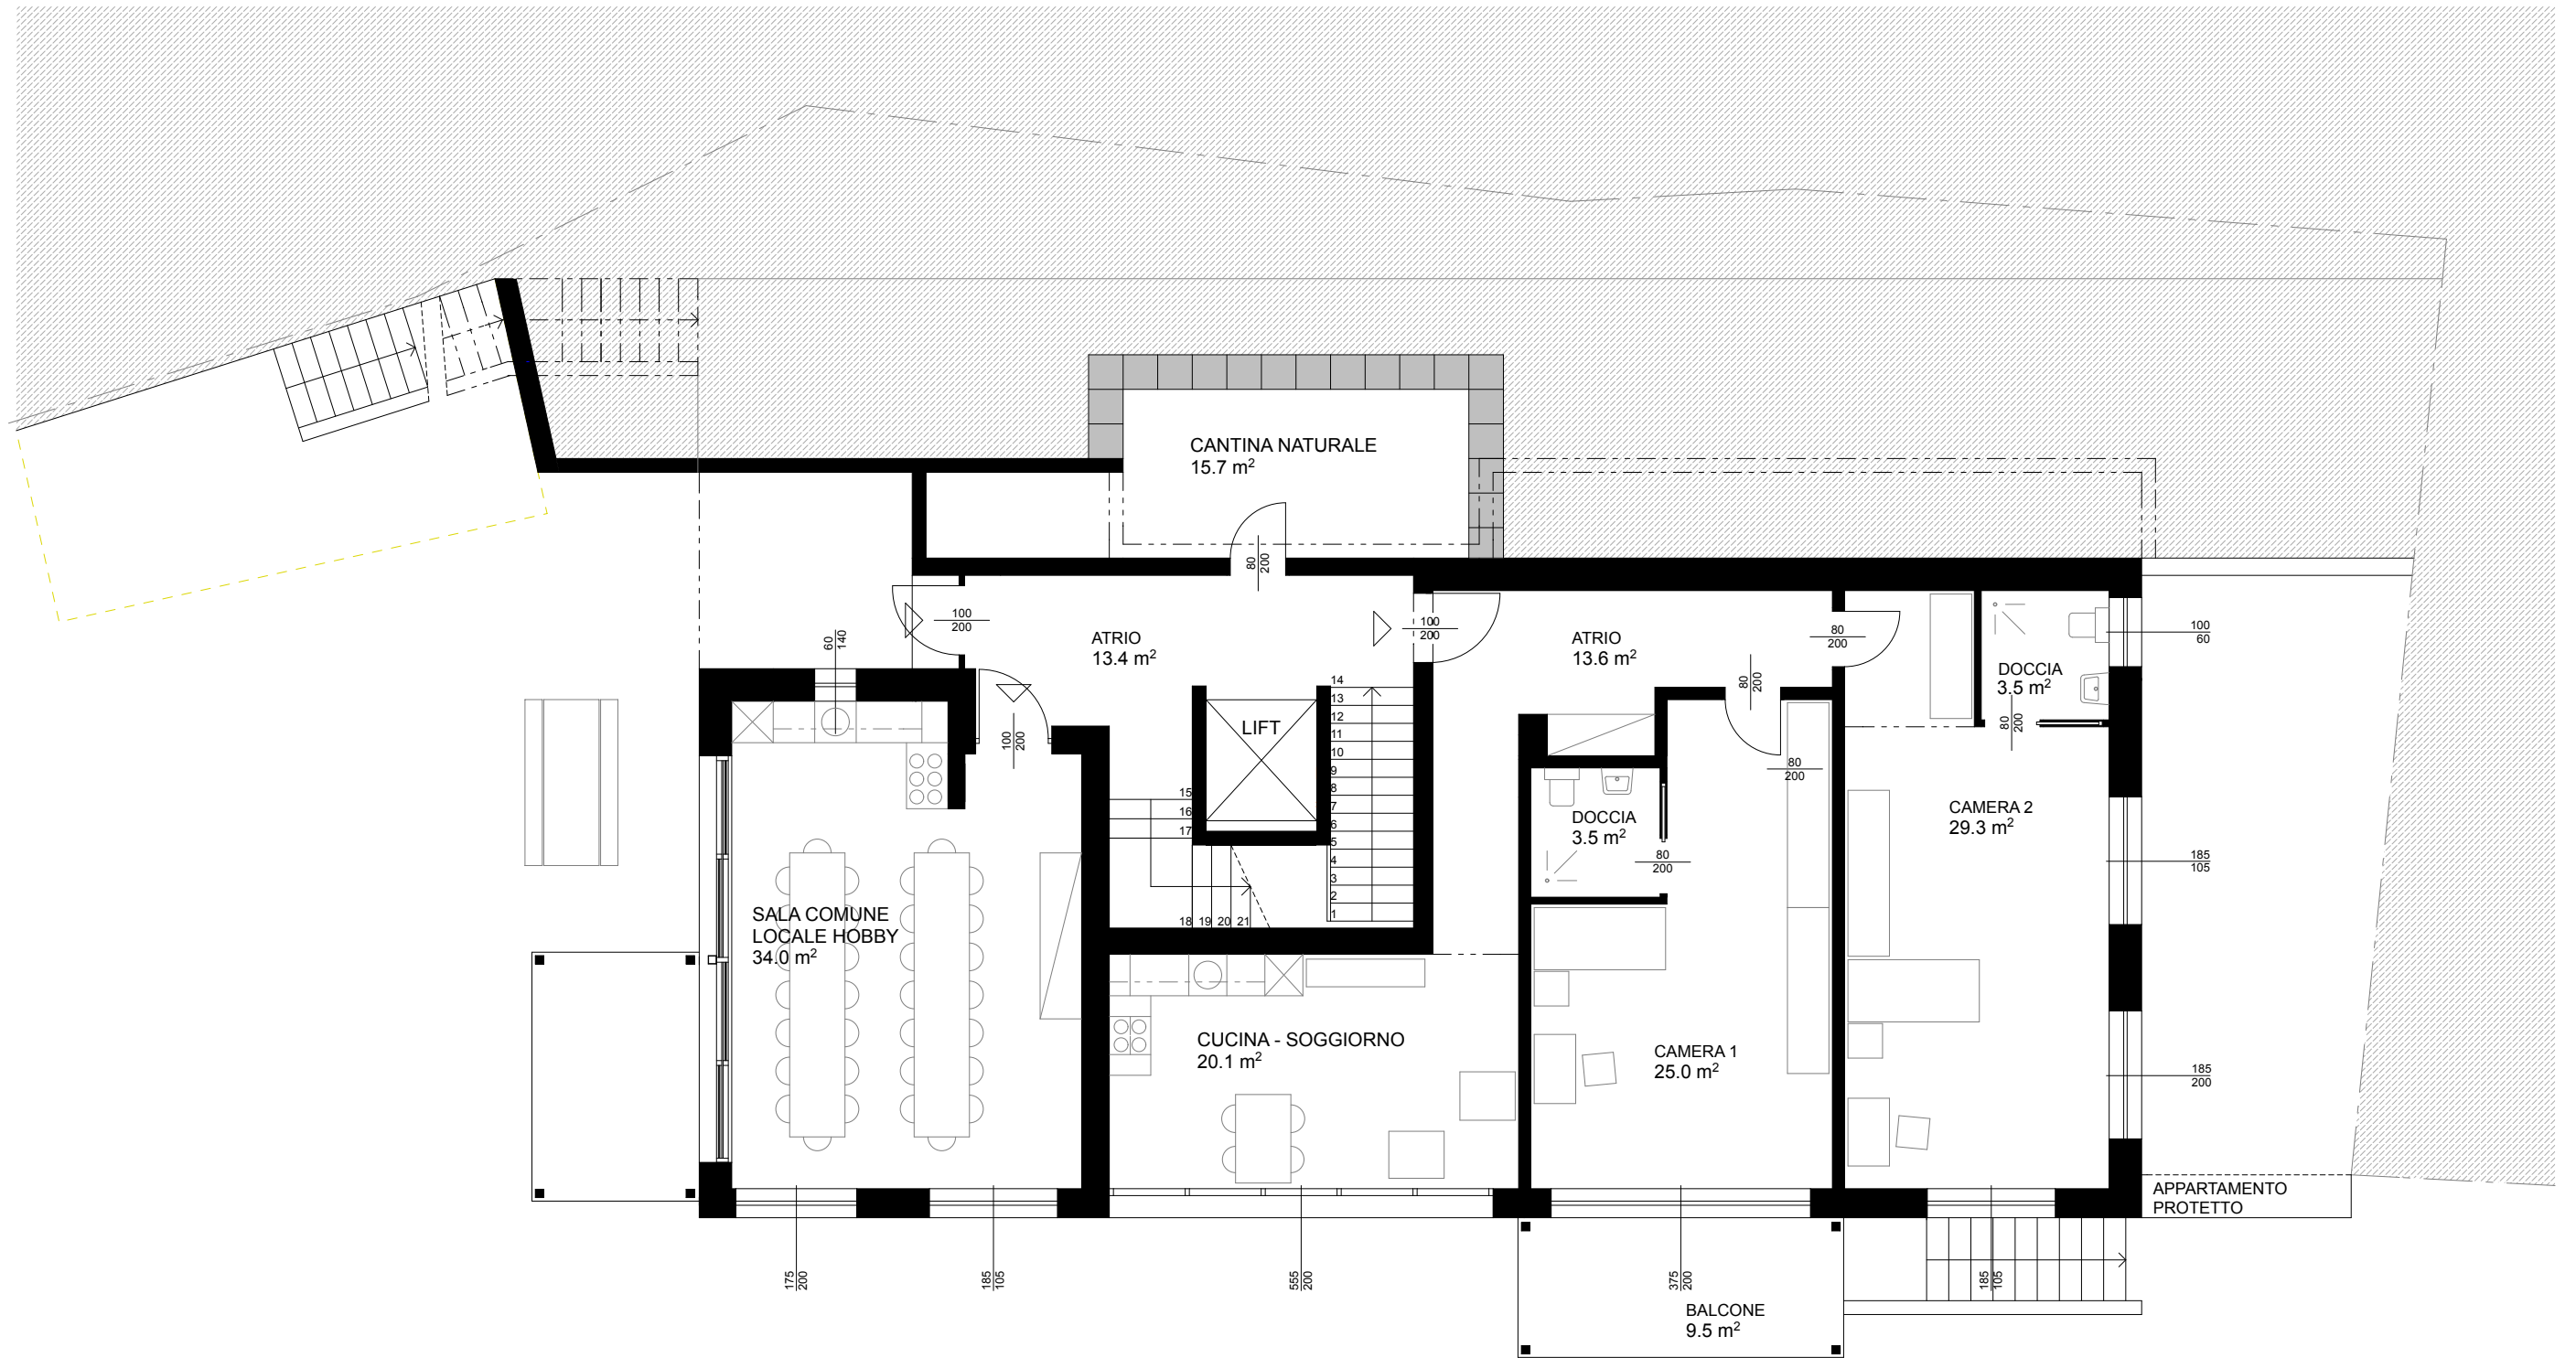 CANTINA NATURALE
15.7 m²
80
200
60
140
100
200
ATRIO
13.4 m²
100
200
ATRIO
13.6 m²
80
200
80
200
DOCCIA
3.5 m²
100
60
80
200
100
200
LIFT
14
13
12
11
10
9
8
7
6
5
4
3
2
1
15
16
17
18
19
20
21
80
200
DOCCIA
3.5 m²
80
200
CAMERA 2
29.3 m²
185
105
SALA COMUNE
LOCALE HOBBY
34.0 m²
CUCINA - SOGGIORNO
20.1 m²
CAMERA 1
25.0 m²
185
200
APPARTAMENTO
PROTETTO
175
200
185
105
555
200
375
200
185
105
BALCONE
9.5 m²